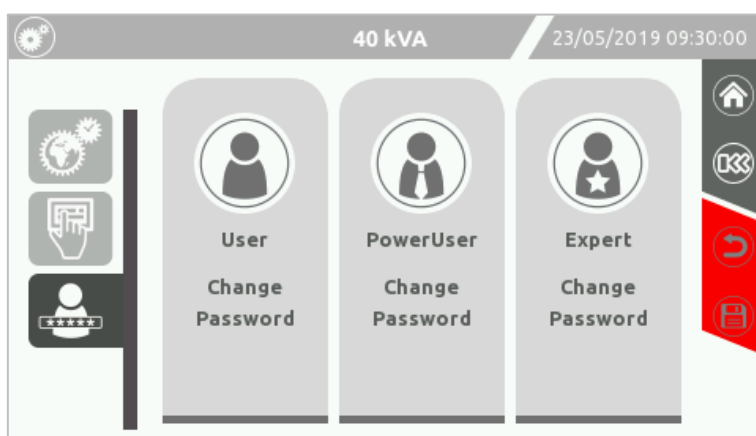 40 kVA
23/05/2019 09:30:00
User
Change
Password
PowerUser
Change
Password
Expert
Change
Password
*****